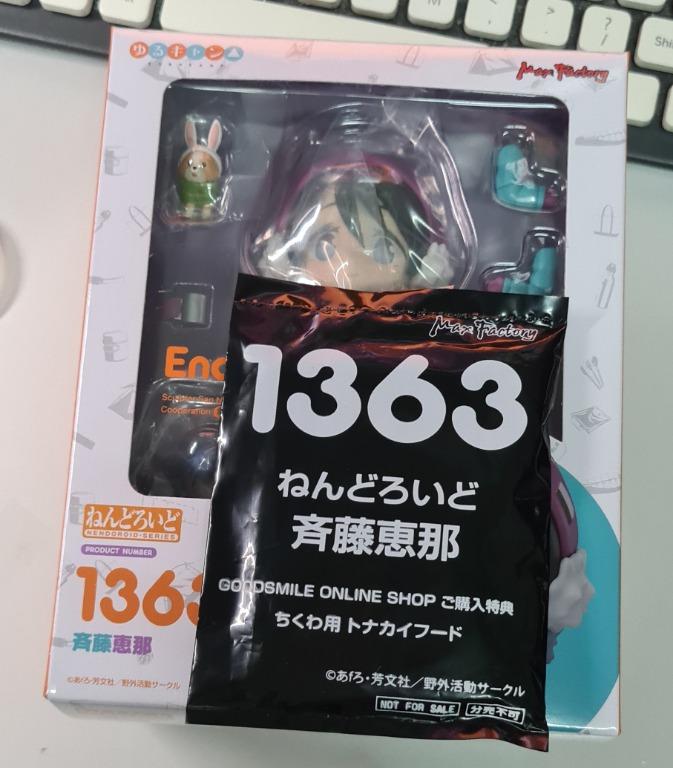 ゆるキャン△
Max Factory
Max Factory
1363
ねんどろいど
斉藤恵那
GOODSMILE ONLINE SHOP ご購入特典
ちくわ用 トナカイフード
©あfろ・芳文社／野外活動サークル
NOT FOR SALE 分売不可
En
Cooperation
ねんどろいど
NENDOROID・SERIES
PRODUCT NUMBER
1363
斉藤恵那
©あfろ・芳文社／野外活動サークル
?
/
Shi